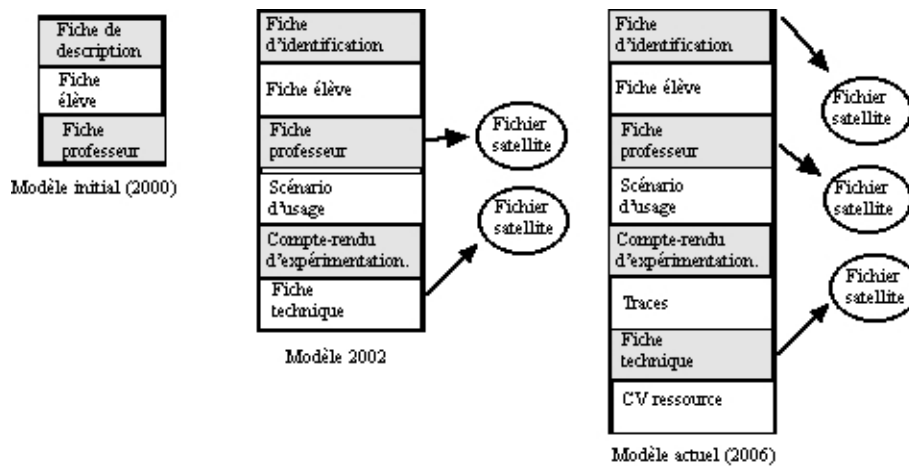 Fiche de
description
Fiche
élève
Fiche
professeur
Modèle initial (2000)
Fiche
d'identification
Fiche élève
Fiche
professeur
Scénario
d'usage
Compte-rendu
d'expérimentation.
Fiche
technique
Modèle 2002
Fichier
satellite
Fichier
satellite
Fiche
d'identification
Fiche élève
Fiche
professeur
Scénario
d'usage
Compte-rendu
d'expérimentation.
Traces
Fiche
technique
CV ressource
Modèle actuel (2006)
Fichier
satellite
Fichier
satellite
Fichier
satellite